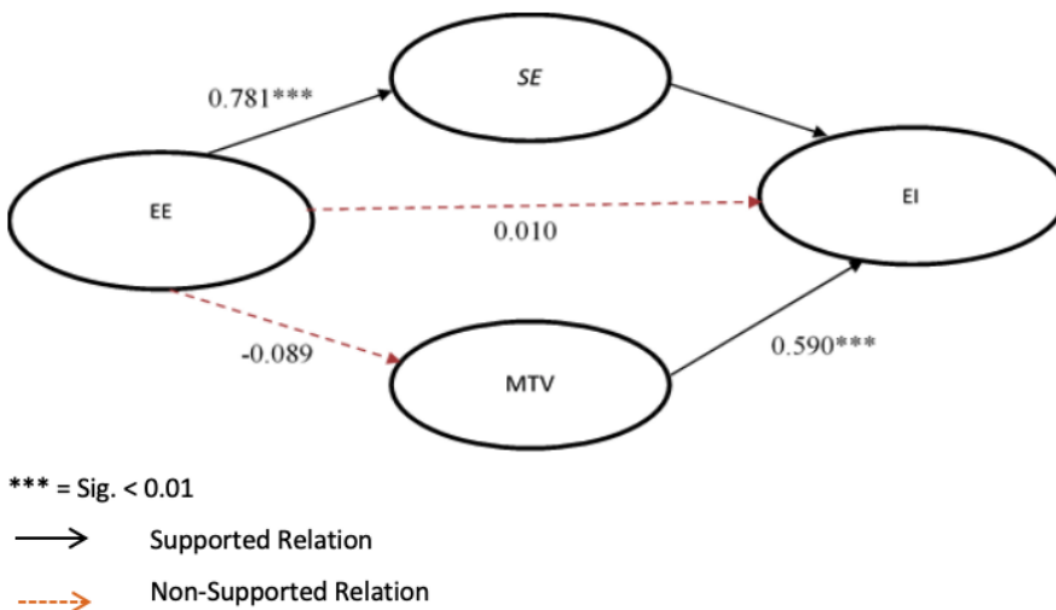 SE
0.781***
EE
EI
0.010
-0.089
MTV
0.590***
*** = Sig. < 0.01
Supported Relation
Non-Supported Relation